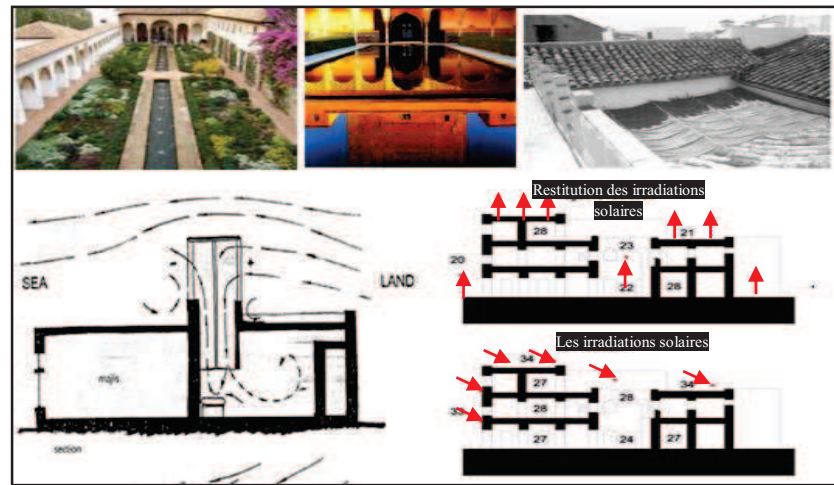 Restitution des irradiations
solaires
28
21
20
23
22
28
SEA
LAND
majlis
section
Les irradiations solaires
34
27
28
34
28
27
24
27